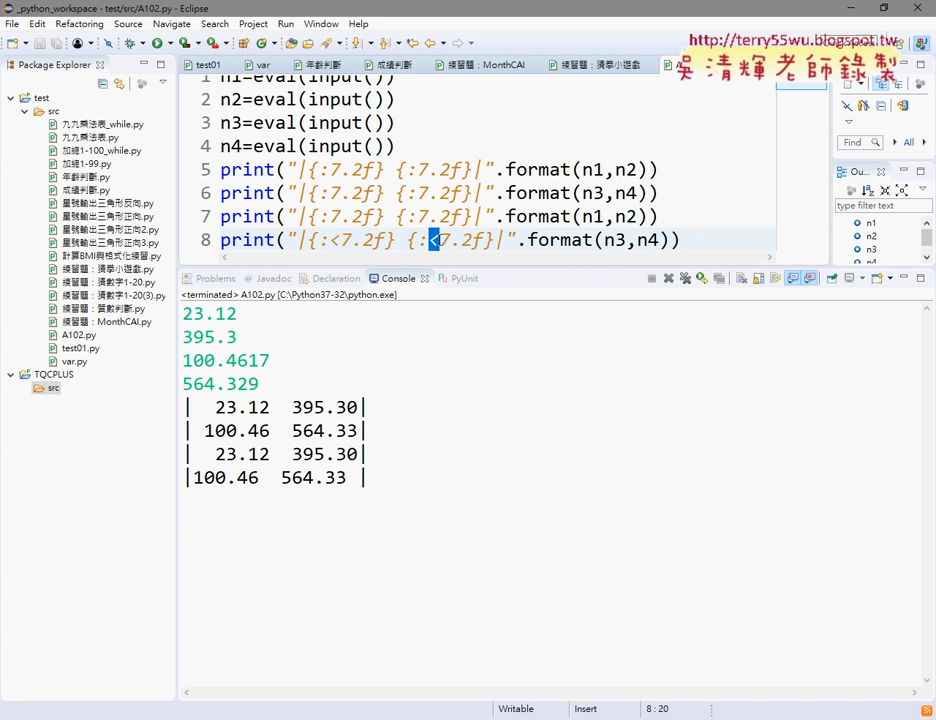 _python_workspace - test/src/A102.py - Eclipse
File Edit Refactoring Source Navigate Search Project Run Window Help
http://terry55wu.blogspot.tw
吳清輝老師錄製
Package Explorer
test01
var
年齡判斷
成績判斷
練習題：MonthCAI
練習題：猜拳小遊戲
test
src
九九乘法表_while.py
九九乘法表.py
加總1-100_while.py
加總1-99.py
年齡判斷.py
成績判斷.py
星號輸出三角形反向.py
星號輸出三角形正向.py
星號輸出三角形正向2.py
星號輸出三角形正向3.py
計算BMI與格式化練習.py
練習題：猜拳小遊戲.py
練習題：猜數字1-20.py
練習題：猜數字1-20(3).py
練習題：質數判斷.py
練習題：MonthCAI.py
A102.py
test01.py
var.py
TQCPLUS
src
1 n1=eval(input())
2 n2=eval(input())
3 n3=eval(input())
4 n4=eval(input())
5 print("|{:7.2f} {:7.2f}|".format(n1,n2))
6 print("|{:7.2f} {:7.2f}|".format(n3,n4))
7 print("|{:7.2f} {:7.2f}|".format(n1,n2))
8 print("|{:<7.2f} {:<7.2f}|".format(n3,n4))
Find
All
Ou...
type filter text
n1
n2
n3
n4
Problems Javadoc Declaration Console PyUnit
<terminated> A102.py [C:\Python37-32\python.exe]
23.12
395.3
100.4617
564.329
|  23.12  395.30|
| 100.46  564.33|
|  23.12  395.30|
|100.46  564.33 |
Writable Insert 8 : 20